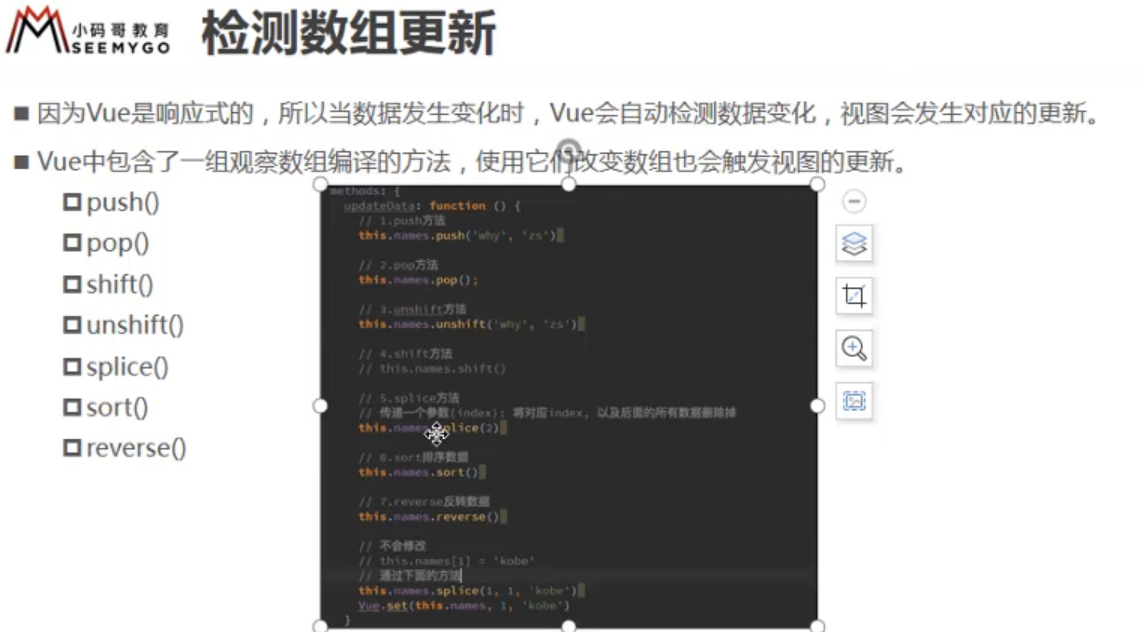 小码哥教育
SEEMYGO
检测数组更新
■ 因为Vue是响应式的，所以当数据发生变化时，Vue会自动检测数据变化，视图会发生对应的更新。
■ Vue中包含了一组观察数组编译的方法，使用它们改变数组也会触发视图的更新。
push()
pop()
shift()
unshift()
splice()
sort()
reverse()
methods: {
updateData: function () {
// 1.push方法
this.names.push('why', 'zs')
// 2.pop方法
this.names.pop();
// 3.unshift方法
this.names.unshift('why', 'zs')
// 4.shift方法
// this.names.shift()
// 5.splice方法
// 传递一个参数(index): 将对应index, 以及后面的所有数据删除掉
this.names.splice(2)
// 6.sort排序数据
this.names.sort()
// 7.reverse反转数据
this.names.reverse()
// 不会修改
// this.names[1] = 'kobe'
// 通过下面的方法
this.names.splice(1, 1, 'kobe')
Vue.set(this.names, 1, 'kobe')
}